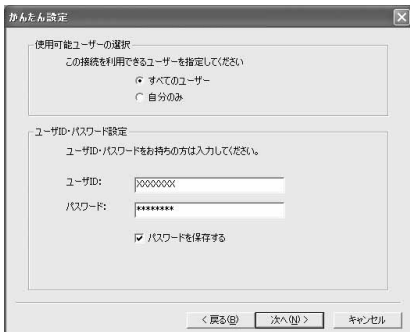 かんたん設定
使用可能ユーザーの選択
この接続を利用できるユーザーを指定してください
すべてのユーザー
自分のみ
ユーザID・パスワード設定
ユーザID・パスワードをお持ちの方は入力してください。
ユーザID: XXXXXXX
パスワード: ********
パスワードを保存する
< 戻る(B) 次へ(N) > キャンセル